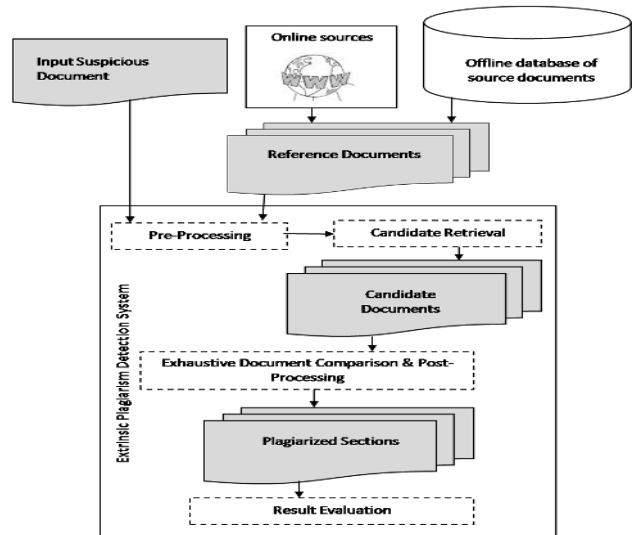 Input Suspicious
Document
Online sources
WWW
Offline database of
source documents
Reference Documents
Pre-Processing
Candidate Retrieval
Candidate
Documents
Exhaustive Document Comparison & Post-
Processing
Plagiarized Sections
Result Evaluation
Extrinsic Plagiarism Detection System